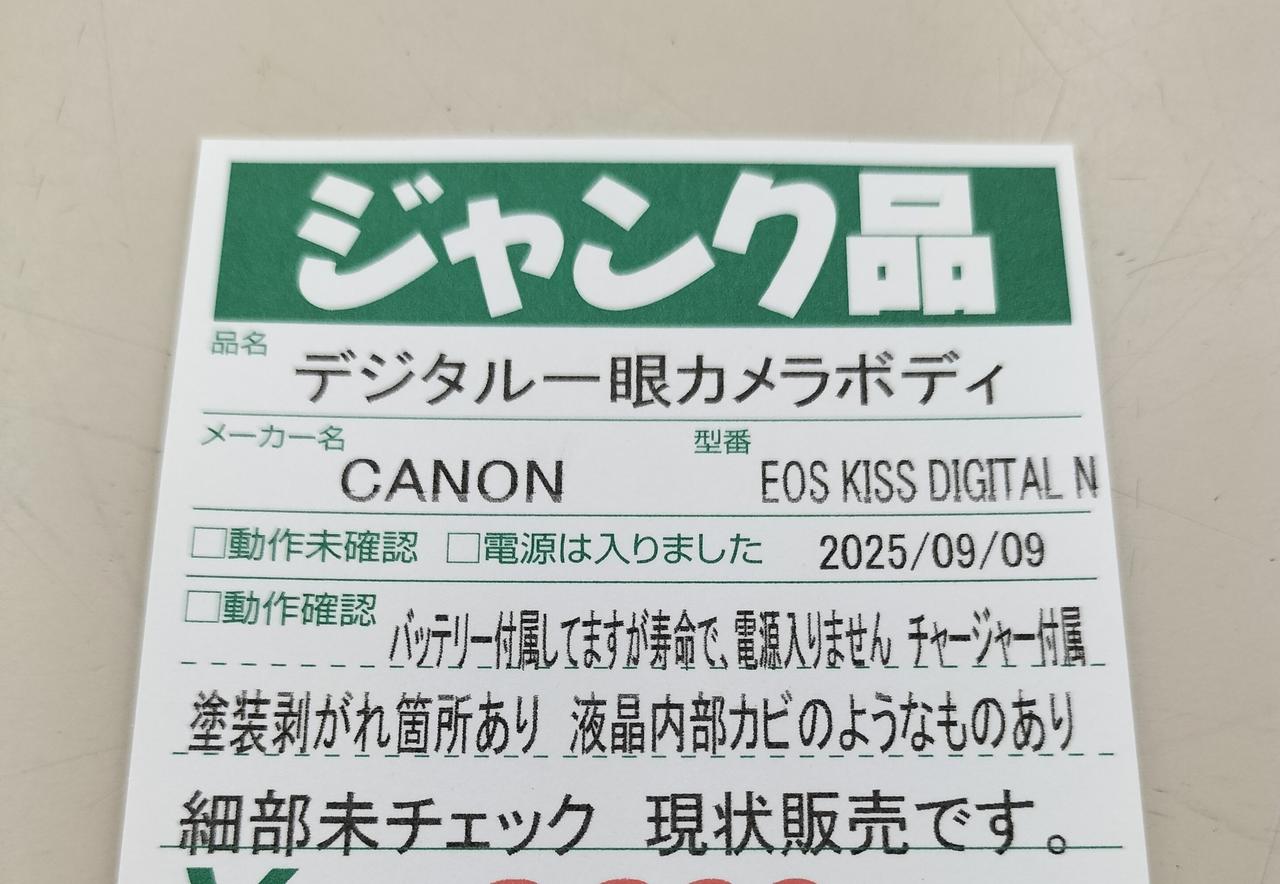 ジャンク品
品名 デジタル一眼カメラボディ
メーカー名 CANON 型番 EOS KISS DIGITAL N
□動作未確認 □電源は入りました 2025/09/09
□動作確認 バッテリー付属してますが寿命で、電源入りません チャージャー付属
塗装剥がれ箇所あり 液晶内部カビのようなものあり
細部未チェック 現状販売です。